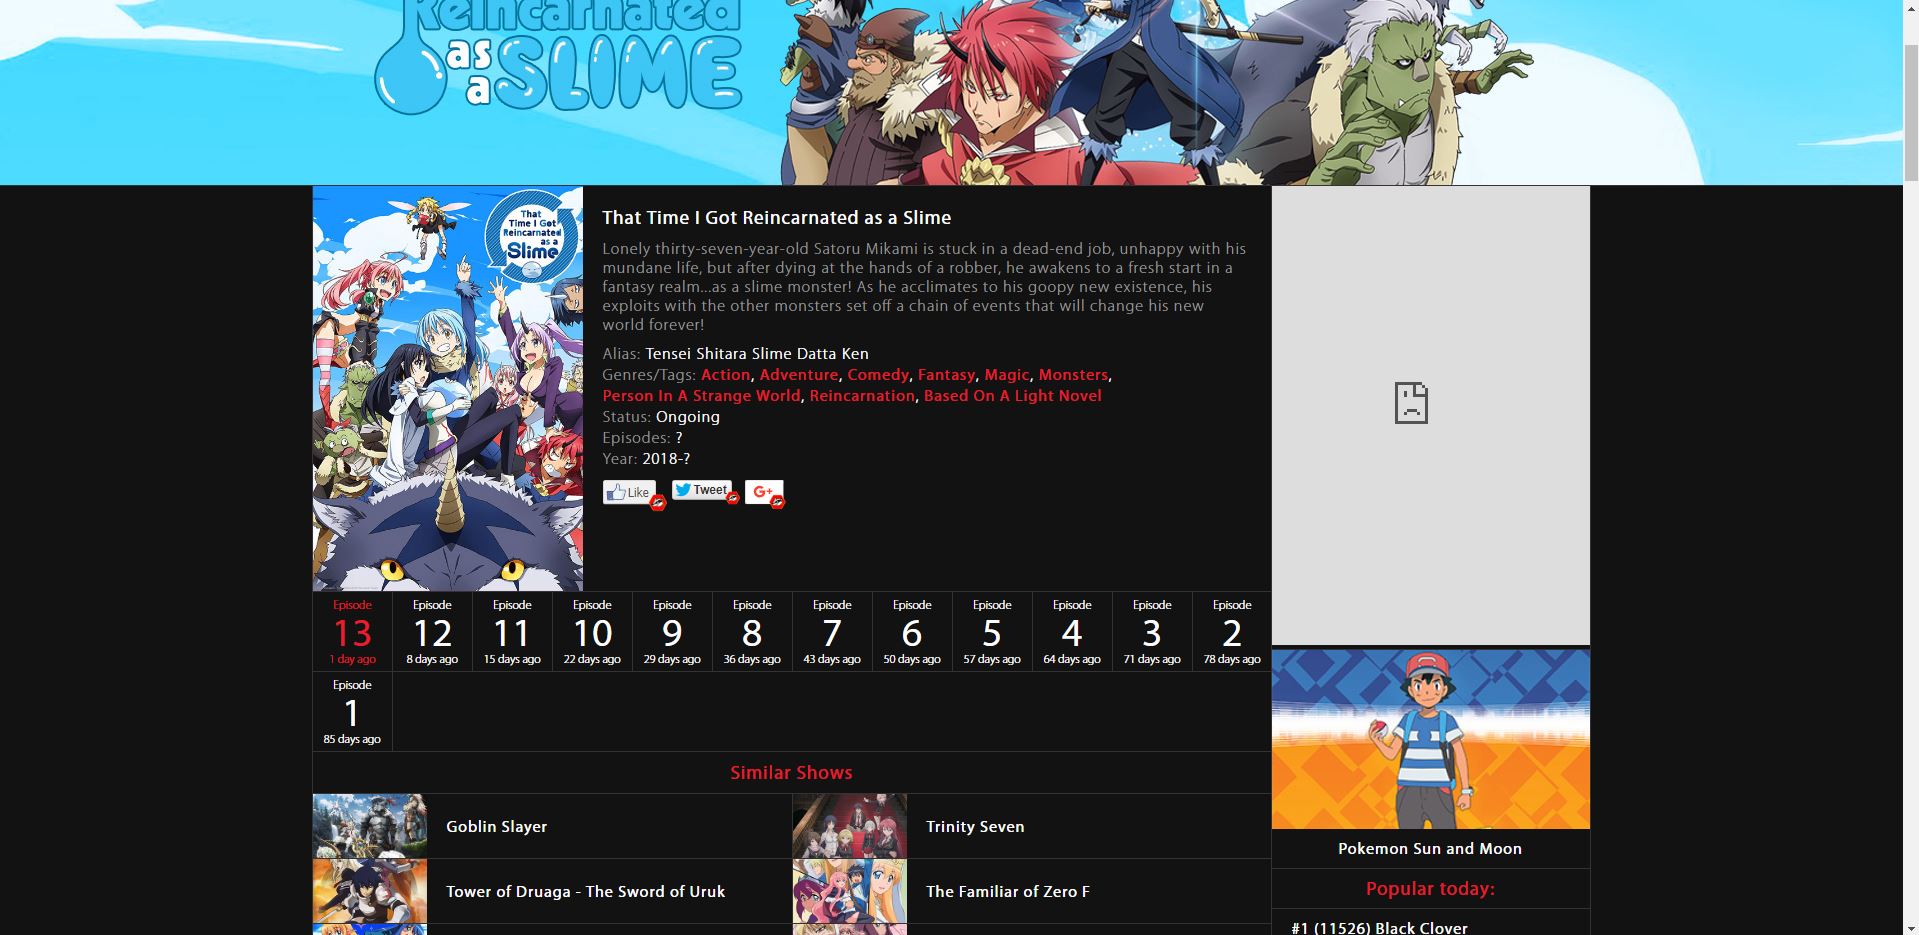 Reincarnated
as
a SLIME
That
Time I Got
Reincarnated
as a
Slime
That Time I Got Reincarnated as a Slime
Lonely thirty-seven-year-old Satoru Mikami is stuck in a dead-end job, unhappy with his
mundane life, but after dying at the hands of a robber, he awakens to a fresh start in a
fantasy realm...as a slime monster! As he acclimates to his goopy new existence, his
exploits with the other monsters set off a chain of events that will change his new
world forever!
Alias: Tensei Shitara Slime Datta Ken
Genres/Tags: Action, Adventure, Comedy, Fantasy, Magic, Monsters,
Person In A Strange World, Reincarnation, Based On A Light Novel
Status: Ongoing
Episodes: ?
Year: 2018-?
Like Tweet G+
Episode Episode Episode Episode Episode Episode Episode Episode Episode Episode Episode Episode
13 12 11 10 9 8 7 6 5 4 3 2
1 day ago 8 days ago 15 days ago 22 days ago 29 days ago 36 days ago 43 days ago 50 days ago 57 days ago 64 days ago 71 days ago 78 days ago
Episode
1
85 days ago
Similar Shows
Goblin Slayer Trinity Seven
Tower of Druaga - The Sword of Uruk The Familiar of Zero F
Pokemon Sun and Moon
Popular today:
#1 (11526) Black Clover